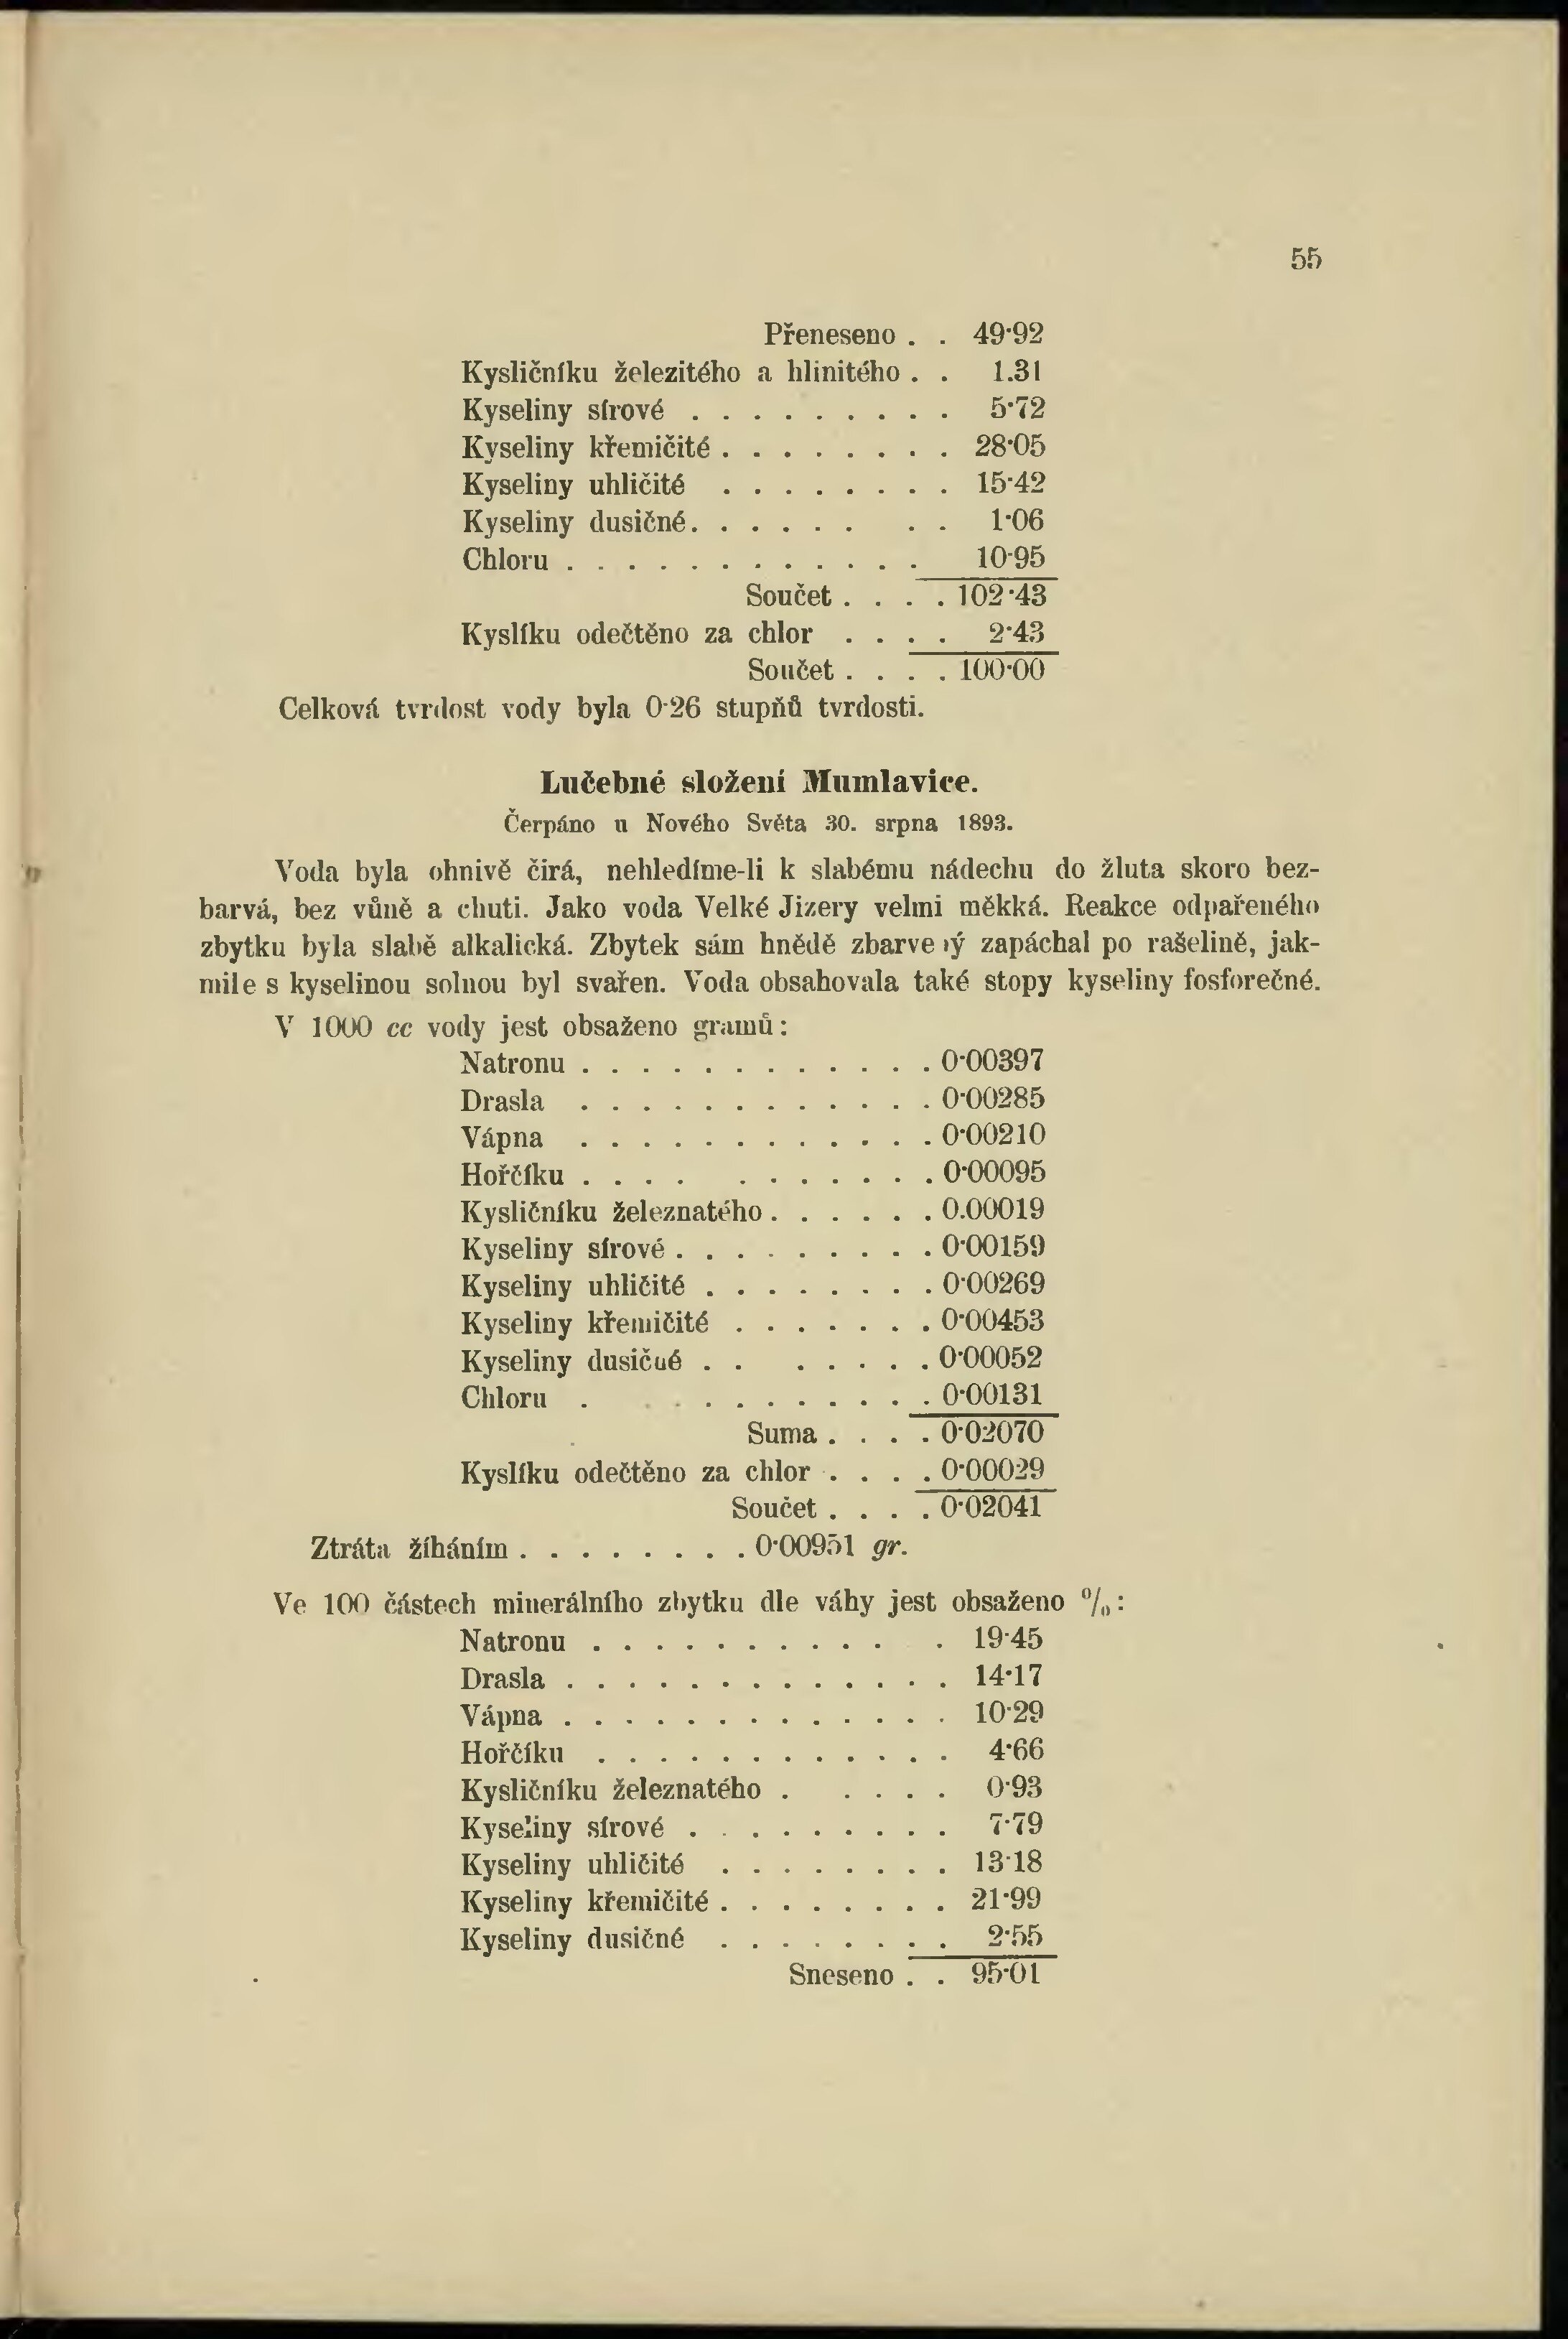 55
Přeneseno . . 49·92
Kysličníku železitého a hlinitého . . 1.31
Kyseliny sírové . . . . . . . . . 5·72
Kyseliny křemičité . . . . . . . . 28·05
Kyseliny uhličité . . . . . . . . 15·42
Kyseliny dusičné. . . . . . . . 1·06
Chloru . . . . . . . . . . . . 10·95
Součet . . . . 102·43
Kyslíku odečtěno za chlor . . . . 2·43
Součet . . . . 100·00
Celková tvrdost vody byla 0·26 stupňů tvrdosti.
Lučebné složení Mumlavice.
Čerpáno u Nového Světa 30. srpna 1893.
Voda byla ohnivě čirá, nehledíme-li k slabému nádechu do žluta skoro bez-
barvá, bez vůně a chuti. Jako voda Velké Jizery velmi měkká. Reakce odpařeného
zbytku byla slabě alkalická. Zbytek sám hnědě zbarvený zapáchal po rašelině, jak-
mile s kyselinou solnou byl svařen. Voda obsahovala také stopy kyseliny fosforečné.
V 1000 cc vody jest obsaženo gramů:
Natronu . . . . . . . . . . . . 0·00397
Drasla . . . . . . . . . . . . 0·00285
Vápna . . . . . . . . . . . . 0·00210
Hořčíku . . . . . . . . . . . 0·00095
Kysličníku železnatého . . . . . . 0.00019
Kyseliny sírové . . . . . . . . . 0·00159
Kyseliny uhličité . . . . . . . . 0·00269
Kyseliny křemičité . . . . . . . 0·00453
Kyseliny dusičné . . . . . . . 0·00052
Chloru . . . . . . . . . . . 0·00131
Suma . . . . 0·02070
Kyslíku odečtěno za chlor . . . . 0·00029
Součet . . . . 0·02041
Ztráta žíháním . . . . . . . . 0·00951 gr.
Ve 100 částech minerálního zbytku dle váhy jest obsaženo %:
Natronu . . . . . . . . . . . 19·45
Drasla . . . . . . . . . . . . . 14·17
Vápna . . . . . . . . . . . . . 10·29
Hořčíku . . . . . . . . . . . . 4·66
Kysličníku železnatého . . . . . 0·93
Kyseliny sírové . . . . . . . . . 7·79
Kyseliny uhličité . . . . . . . . 13·18
Kyseliny křemičité . . . . . . . . 21·99
Kyseliny dusičné . . . . . . . . 2·55
Sneseno . . 95·01